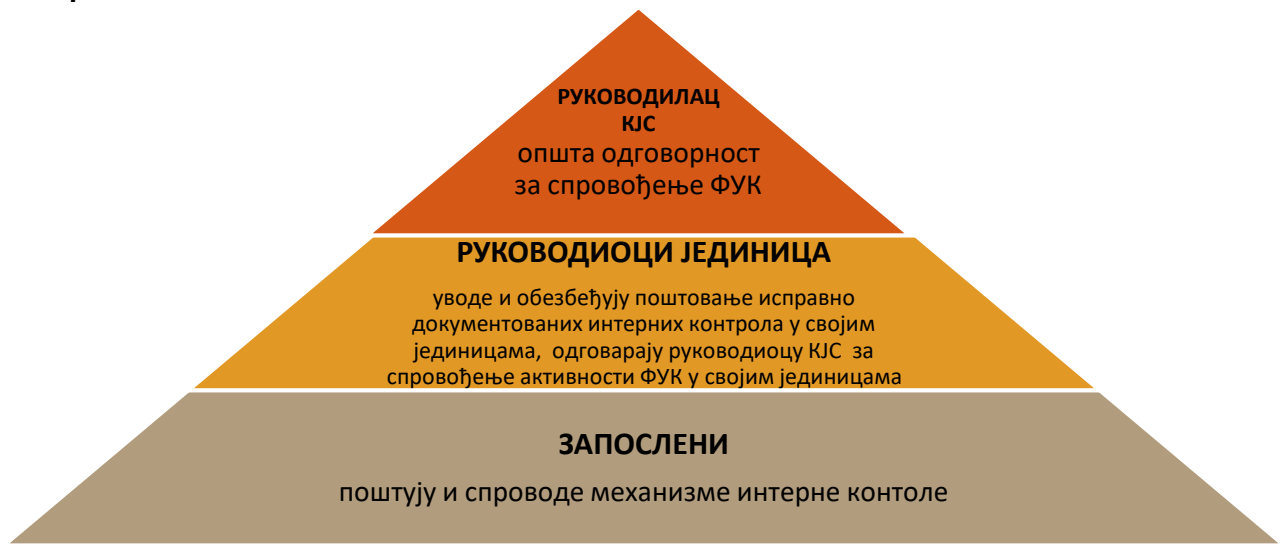 РУКОВОДИЛАЦ
КЈС
општа одговорност
за спровођење ФУК
РУКОВОДИОЦИ ЈЕДИНИЦА
уводе и обезбеђују поштовање исправно
документованих интерних контрола у својим
јединицама, одговарају руководиоцу КЈС за
спровођење активности ФУК у својим јединицама
ЗАПОСЛЕНИ
поштују и спроводе механизме интерне контоле